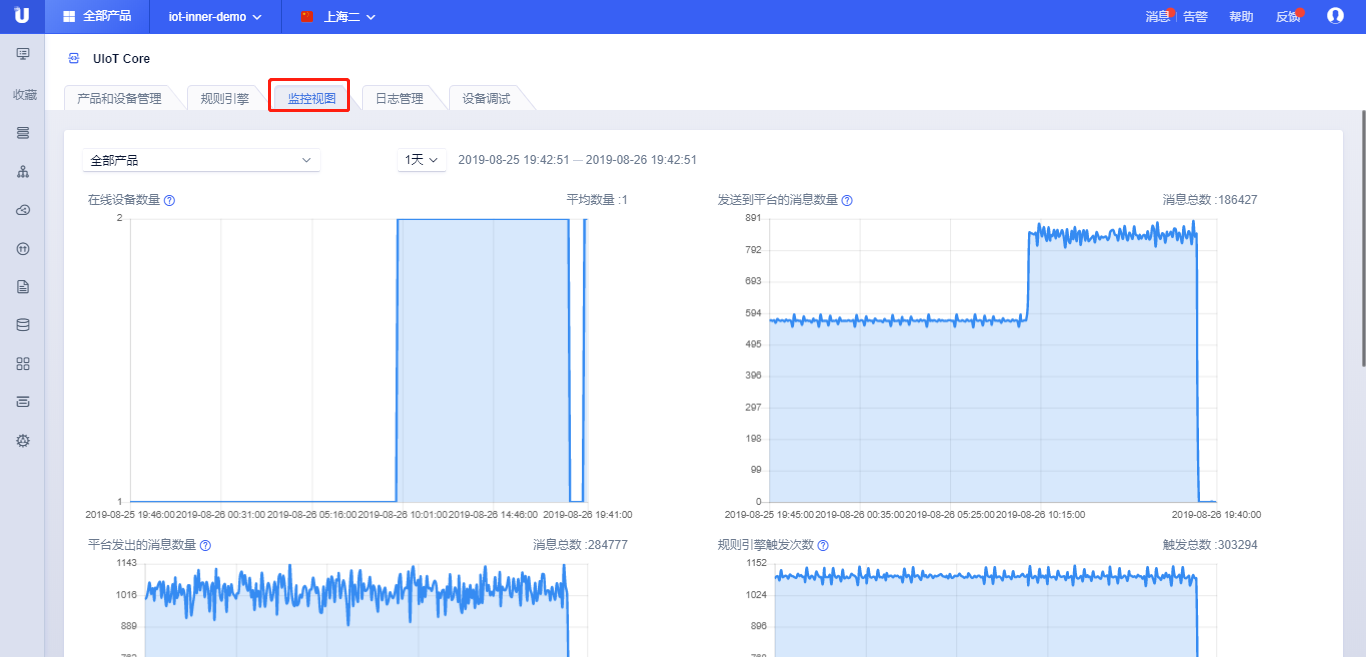 全部产品 iot-inner-demo 上海二 消息 告警 帮助 反馈
UIoT Core
收藏
产品和设备管理 规则引擎 监控视图 日志管理 设备调试
全部产品 1天 2019-08-25 19:42:51 — 2019-08-26 19:42:51
在线设备数量 平均数量 :1
2
1
2019-08-25 19:46:00 2019-08-26 00:31:00 2019-08-26 05:16:00 2019-08-26 10:01:00 2019-08-26 14:46:00 2019-08-26 19:41:00
发送到平台的消息数量 消息总数 :186427
891
792
693
594
495
396
297
198
99
0
2019-08-25 19:45:00 2019-08-26 00:35:00 2019-08-26 05:25:00 2019-08-26 10:15:00 2019-08-26 19:40:00
平台发出的消息数量 消息总数 :284777
1143
1016
889
762
规则引擎触发次数 触发总数 :303294
1152
1024
896
768